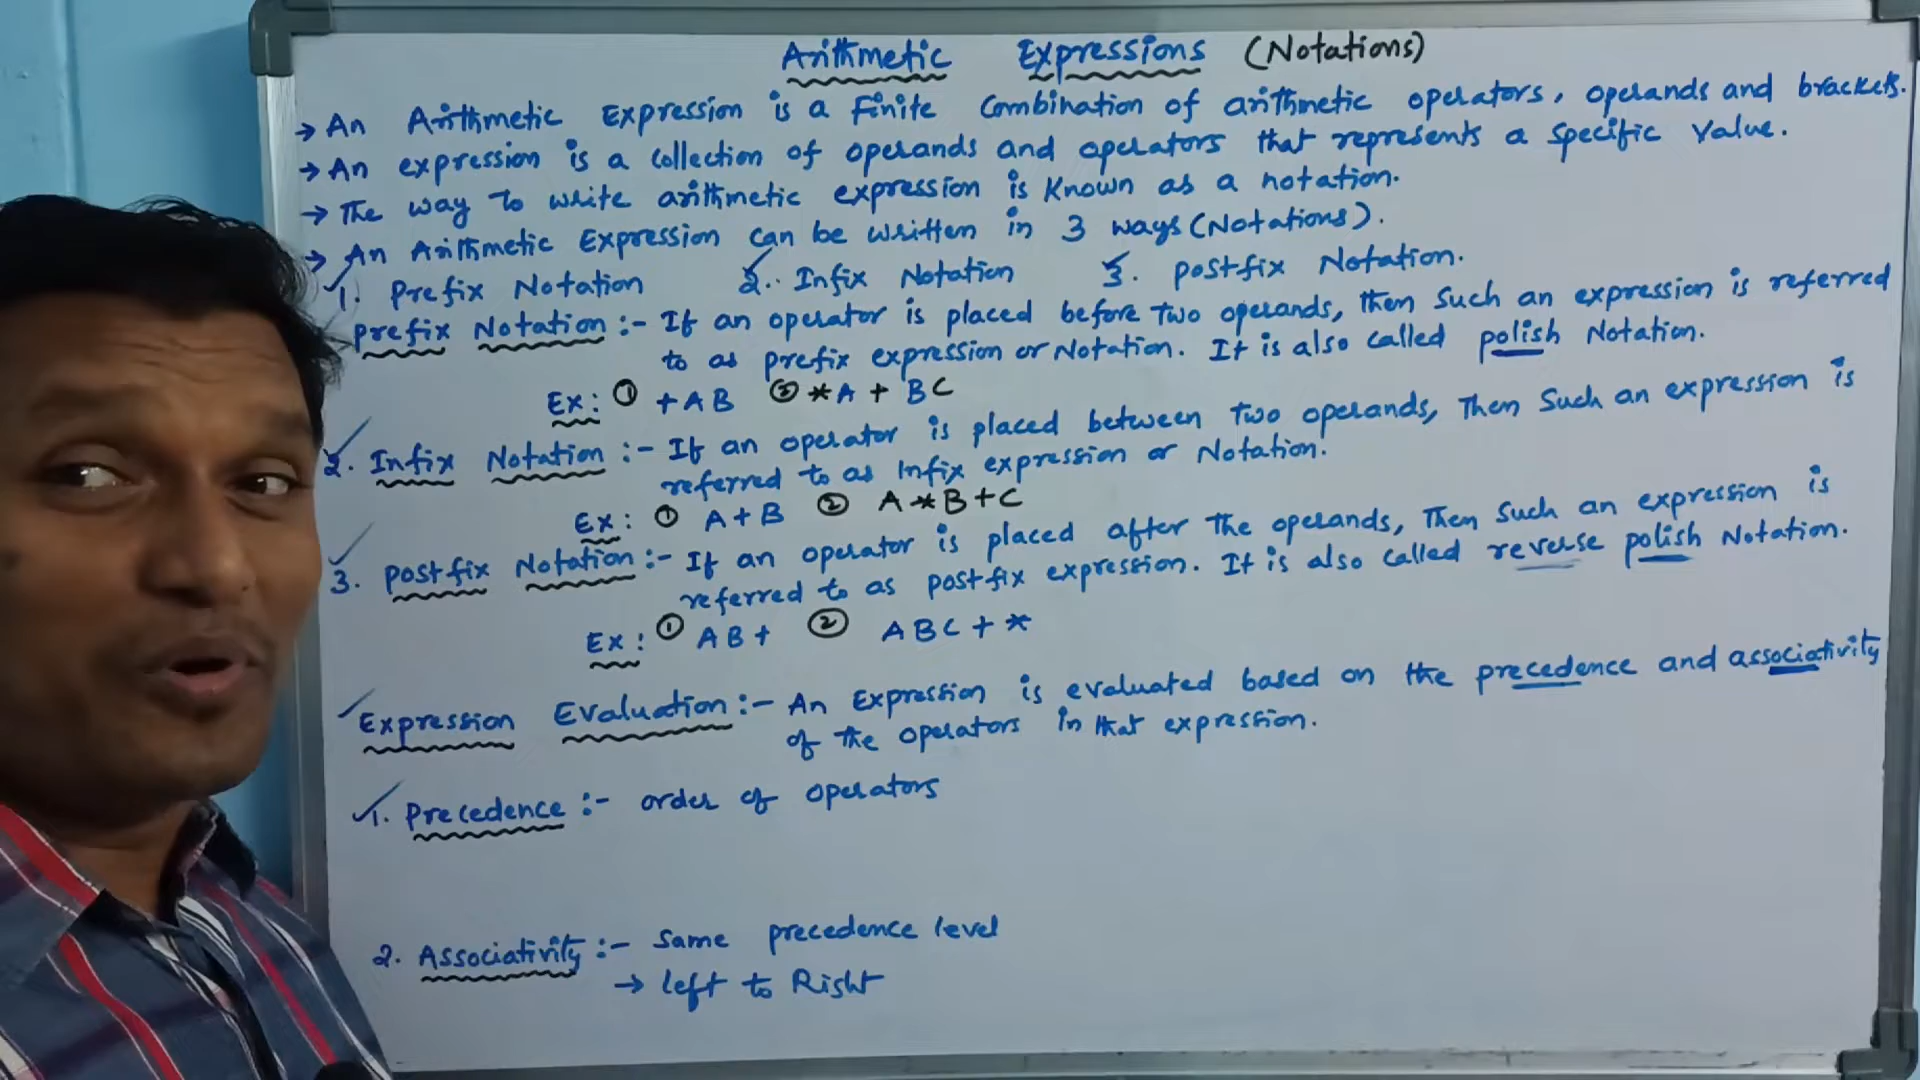 Arithmetic Expressions (Notations)
→ An Arithmetic Expression is a Finite Combination of arithmetic operators, operands and brackets.
→ An expression is a collection of operands and operators that represents a specific value.
→ The way to write arithmetic expression is known as a notation.
→ An Arithmetic Expression can be written in 3 ways (Notations).
1. Prefix Notation 2. Infix Notation 3. Postfix Notation.
Prefix Notation :- If an operator is placed before two operands, then such an expression is referred
to as prefix expression or Notation. It is also called polish Notation.
Ex: ① +AB ② *A + BC
2. Infix Notation :- If an operator is placed between two operands, Then Such an expression is
referred to as Infix expression or Notation.
Ex: ① A+B ② A*B+C
3. Postfix Notation :- If an operator is placed after the operands, Then such an expression is
referred to as postfix expression. It is also called reverse polish Notation.
Ex: ① AB+ ② ABC+*
Expression Evaluation :- An Expression is evaluated based on the precedence and associativity
of the operators in that expression.
1. Precedence :- order of operators
2. Associativity :- Same precedence level
→ left to Right